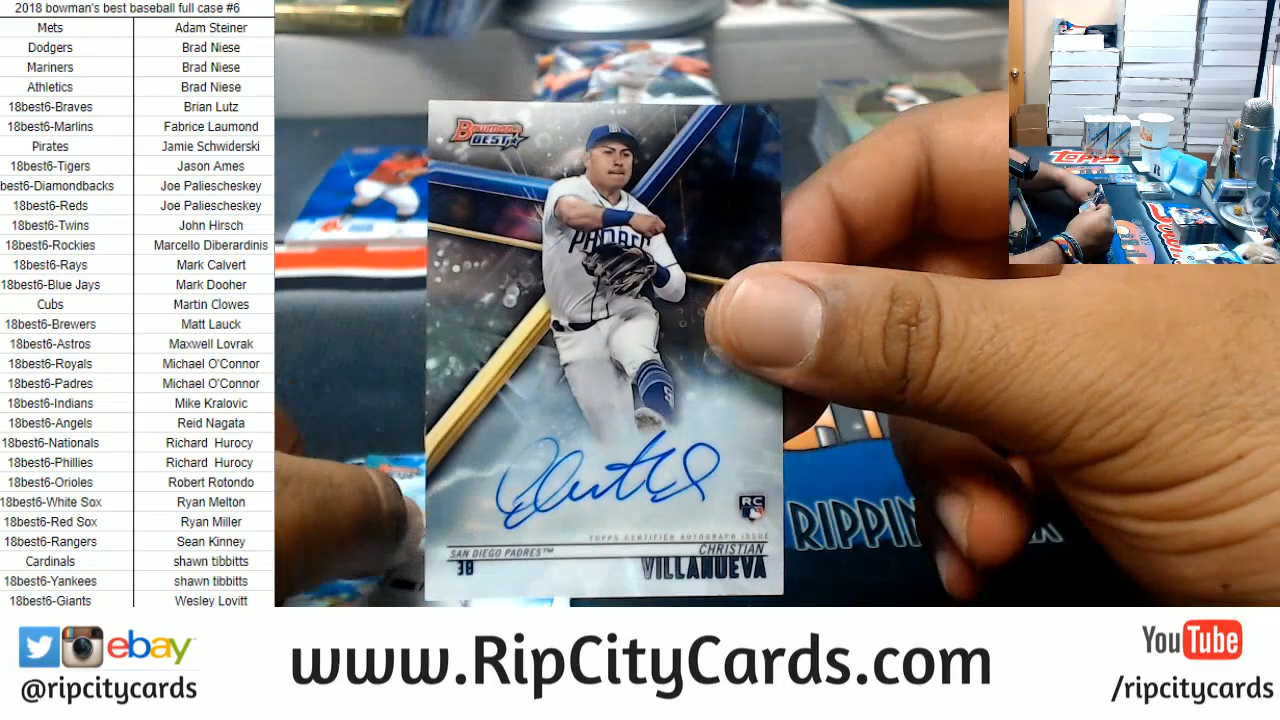 2018 bowman's best baseball full case #6
Mets Adam Steiner
Dodgers Brad Niese
Mariners Brad Niese
Athletics Brad Niese
18best6-Braves Brian Lutz
18best6-Marlins Fabrice Laumond
Pirates Jamie Schwiderski
18best6-Tigers Jason Ames
best6-Diamondbacks Joe Paliescheskey
18best6-Reds Joe Paliescheskey
18best6-Twins John Hirsch
18best6-Rockies Marcello Diberardinis
18best6-Rays Mark Calvert
18best6-Blue Jays Mark Dooher
Cubs Martin Clowes
18best6-Brewers Matt Lauck
18best6-Astros Maxwell Lovrak
18best6-Royals Michael O'Connor
18best6-Padres Michael O'Connor
18best6-Indians Mike Kralovic
18best6-Angels Reid Nagata
18best6-Nationals Richard Hurocy
18best6-Phillies Richard Hurocy
18best6-Orioles Robert Rotondo
18best6-White Sox Ryan Melton
18best6-Red Sox Ryan Miller
18best6-Rangers Sean Kinney
Cardinals shawn tibbitts
18best6-Yankees shawn tibbitts
18best6-Giants Wesley Lovitt
Bowman's
BEST
PADRES
RC
TOPPS CERTIFIED AUTOGRAPH ISSUE
SAN DIEGO PADRES™ CHRISTIAN
3B VILLANUEVA
RIPPIN
topps
ebay
@ripcitycards
www.RipCityCards.com
YouTube
/ripcitycards